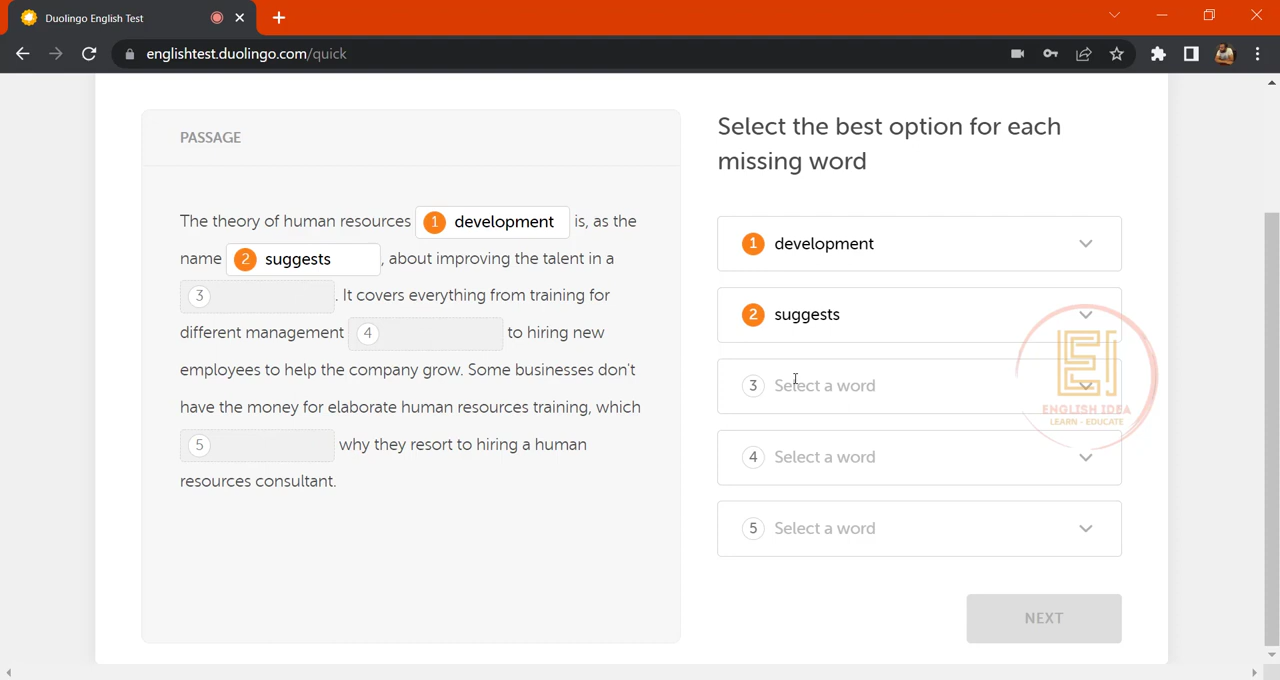 Duolingo English Test
englishtest.duolingo.com/quick
PASSAGE
The theory of human resources 1 development is, as the
name 2 suggests , about improving the talent in a
3 . It covers everything from training for
different management 4 to hiring new
employees to help the company grow. Some businesses don't
have the money for elaborate human resources training, which
5 why they resort to hiring a human
resources consultant.
Select the best option for each
missing word
1 development
2 suggests
3 Select a word
4 Select a word
5 Select a word
NEXT
EI
ENGLISH IDEA
LEARN - EDUCATE